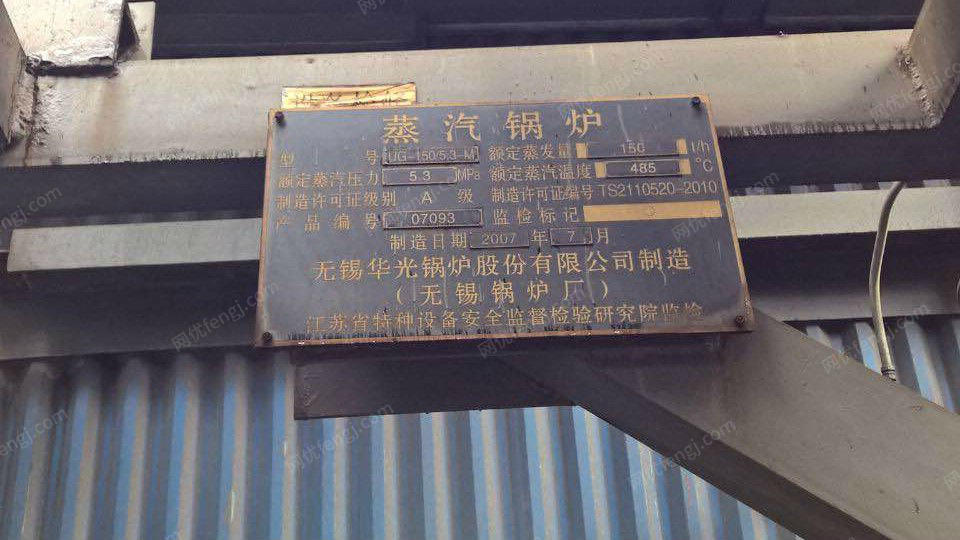 蒸汽锅炉
型号 UG-150/5.3-M 额定蒸发量 150 t/h
额定蒸汽压力 5.3 MPa 额定蒸汽温度 485 °C
制造许可证级别 A 级 制造许可证编号 TS2110520-2010
产品编号 07093 监检标记
制造日期 2007 年 7 月
无锡华光锅炉股份有限公司制造
(无锡锅炉厂)
江苏省特种设备安全监督检验研究院监检